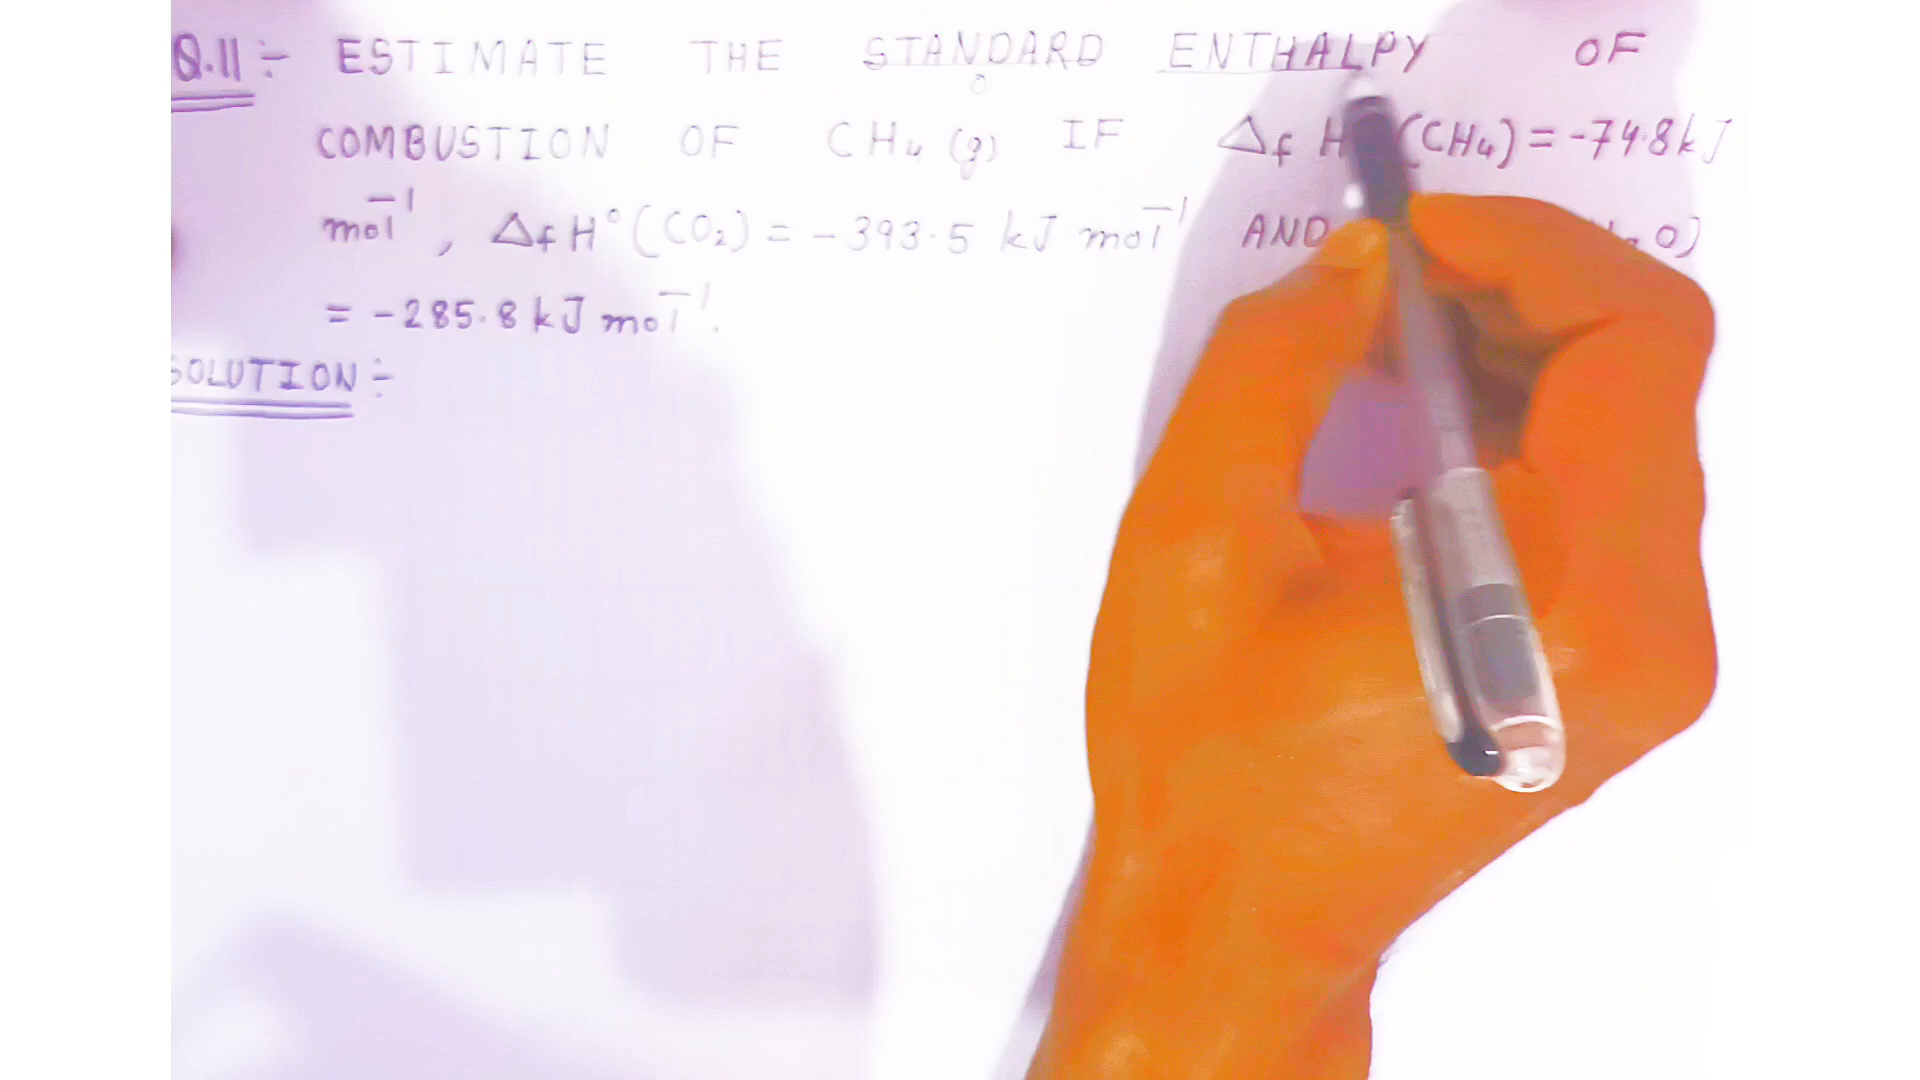 Q.11 :- ESTIMATE THE STANDARD ENTHALPY OF
COMBUSTION OF CH₄ (g) IF Δf H (CH₄) = -74.8 kJ
mol⁻¹, Δf H° (CO₂) = -393.5 kJ mol⁻¹ AND O)
= -285.8 kJ mol⁻¹.
SOLUTION :-